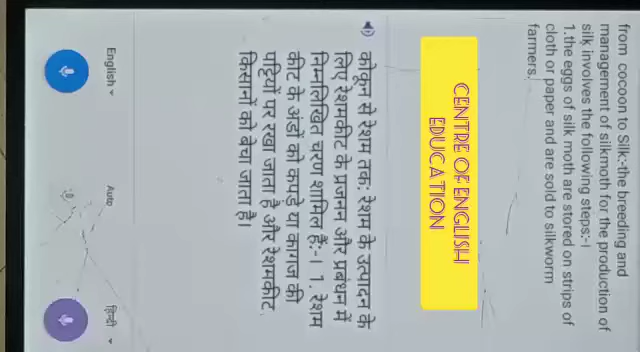 from cocoon to Silk:-the breeding and
management of silkmoth for the production of
silk involves the following steps:-।
1.the eggs of silk moth are stored on strips of
cloth or paper and are sold to silkworm
farmers.
CENTRE OF ENGLISH
EDUCATION
कोकून से रेशम तक: रेशम के उत्पादन के
लिए रेशमकीट के प्रजनन और प्रबंधन में
निम्नलिखित चरण शामिल हैं:-। 1. रेशम
कीट के अंडों को कपड़े या कागज की
पट्टियों पर रखा जाता है और रेशमकीट
किसानों को बेचा जाता है।
English
Auto
हिन्दी